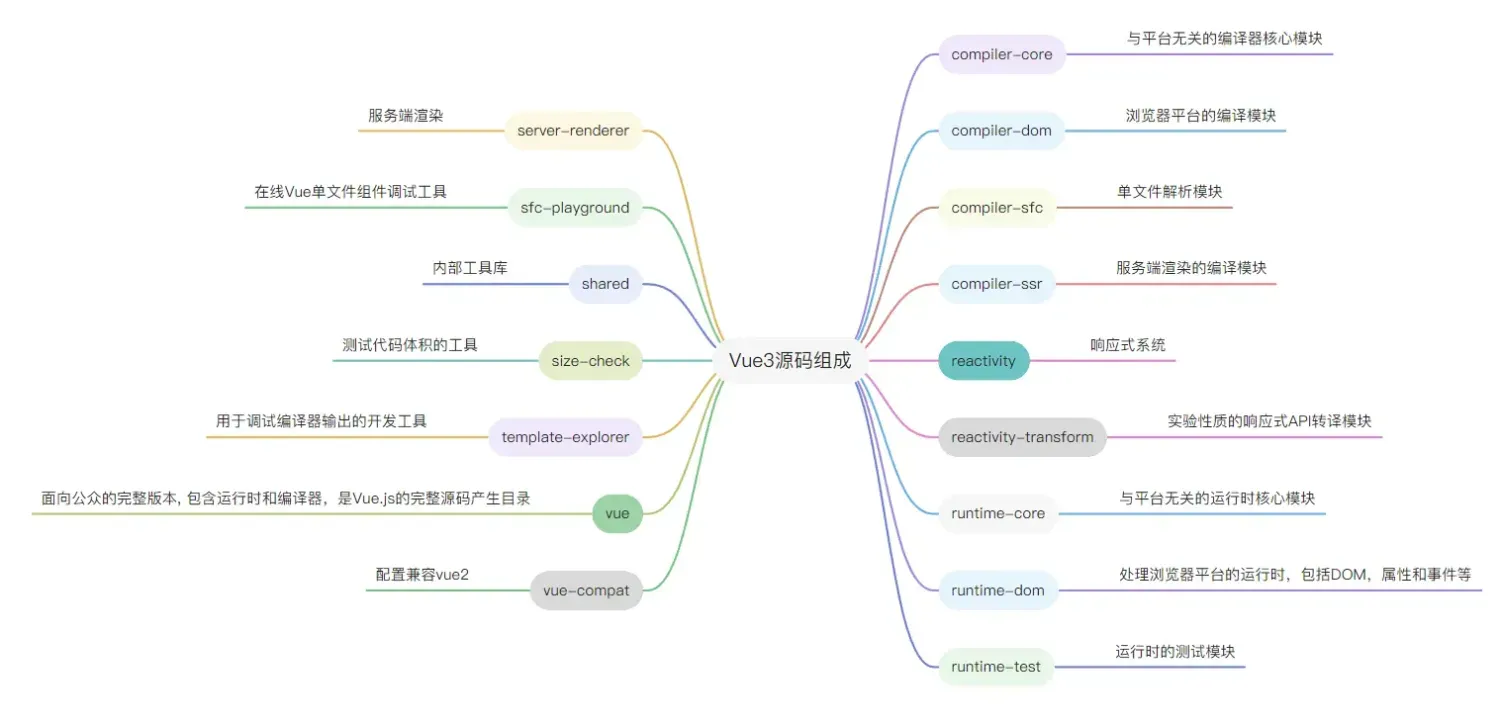 Vue3源码组成
server-renderer
服务端渲染
sfc-playground
在线Vue单文件组件调试工具
shared
内部工具库
size-check
测试代码体积的工具
template-explorer
用于调试编译器输出的开发工具
vue
面向公众的完整版本, 包含运行时和编译器，是Vue.js的完整源码产生目录
vue-compat
配置兼容vue2
compiler-core
与平台无关的编译器核心模块
compiler-dom
浏览器平台的编译模块
compiler-sfc
单文件解析模块
compiler-ssr
服务端渲染的编译模块
reactivity
响应式系统
reactivity-transform
实验性质的响应式API转译模块
runtime-core
与平台无关的运行时核心模块
runtime-dom
处理浏览器平台的运行时，包括DOM，属性和事件等
runtime-test
运行时的测试模块